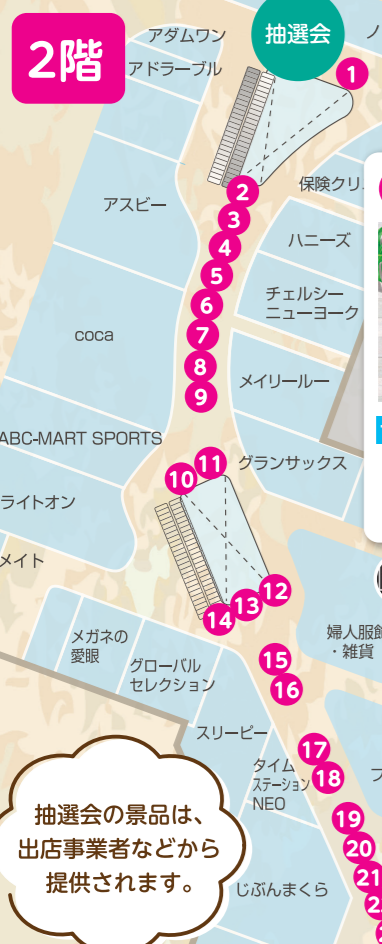 2階
アダムワン
アドラーブル
抽選会
ノ
1
2
保険クリ
アスビー
3
4
ハニーズ
5
チェルシー
ニューヨーク
6
coca
7
8
メイリールー
9
ABC-MART SPORTS
10
11
グランサックス
ライトオン
メイト
12
13
14
メガネの
愛眼
婦人服飾
・雑貨
グローバル
セレクション
15
16
スリーピー
17
タイム
ステーション
NEO
18
フ
19
20
21
抽選会の景品は、
出店事業者などから
提供されます。
じぶんまくら